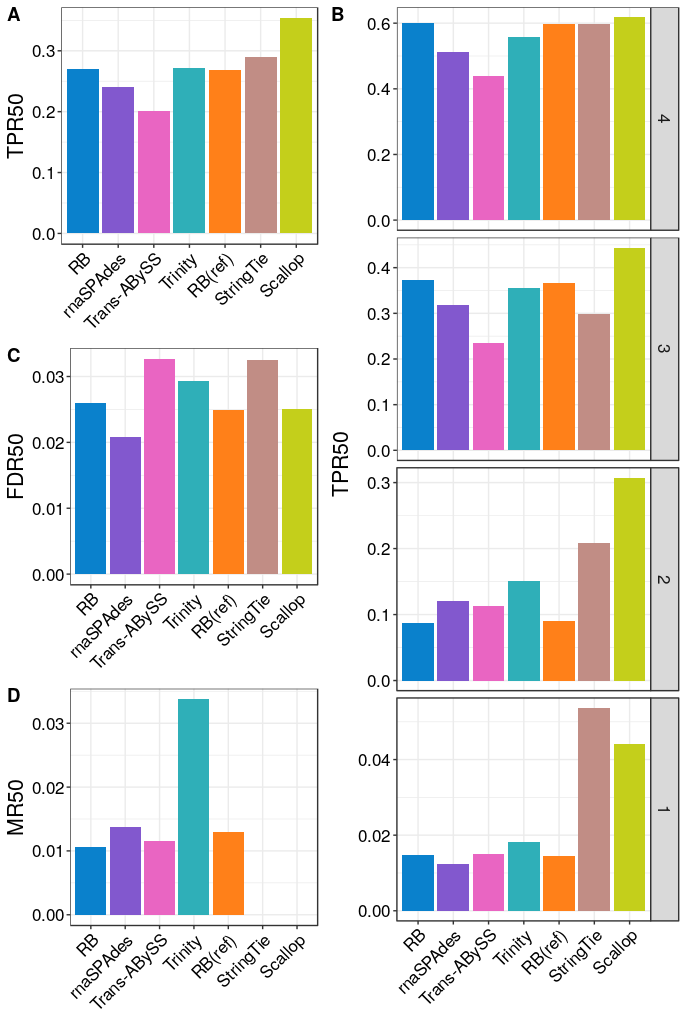 A
TPR50
0.3
0.2
0.1
0.0
RB
rnaSPAdes
Trans-ABySS
Trinity
RB(ref)
StringTie
Scallop
C
FDR50
0.03
0.02
0.01
0.00
RB
rnaSPAdes
Trans-ABySS
Trinity
RB(ref)
StringTie
Scallop
D
MR50
0.03
0.02
0.01
0.00
RB
rnaSPAdes
Trans-ABySS
Trinity
RB(ref)
StringTie
Scallop
B
TPR50
0.6
0.4
0.2
0.0
4
0.4
0.3
0.2
0.1
0.0
3
0.3
0.2
0.1
0.0
2
0.04
0.02
0.00
1
RB
rnaSPAdes
Trans-ABySS
Trinity
RB(ref)
StringTie
Scallop